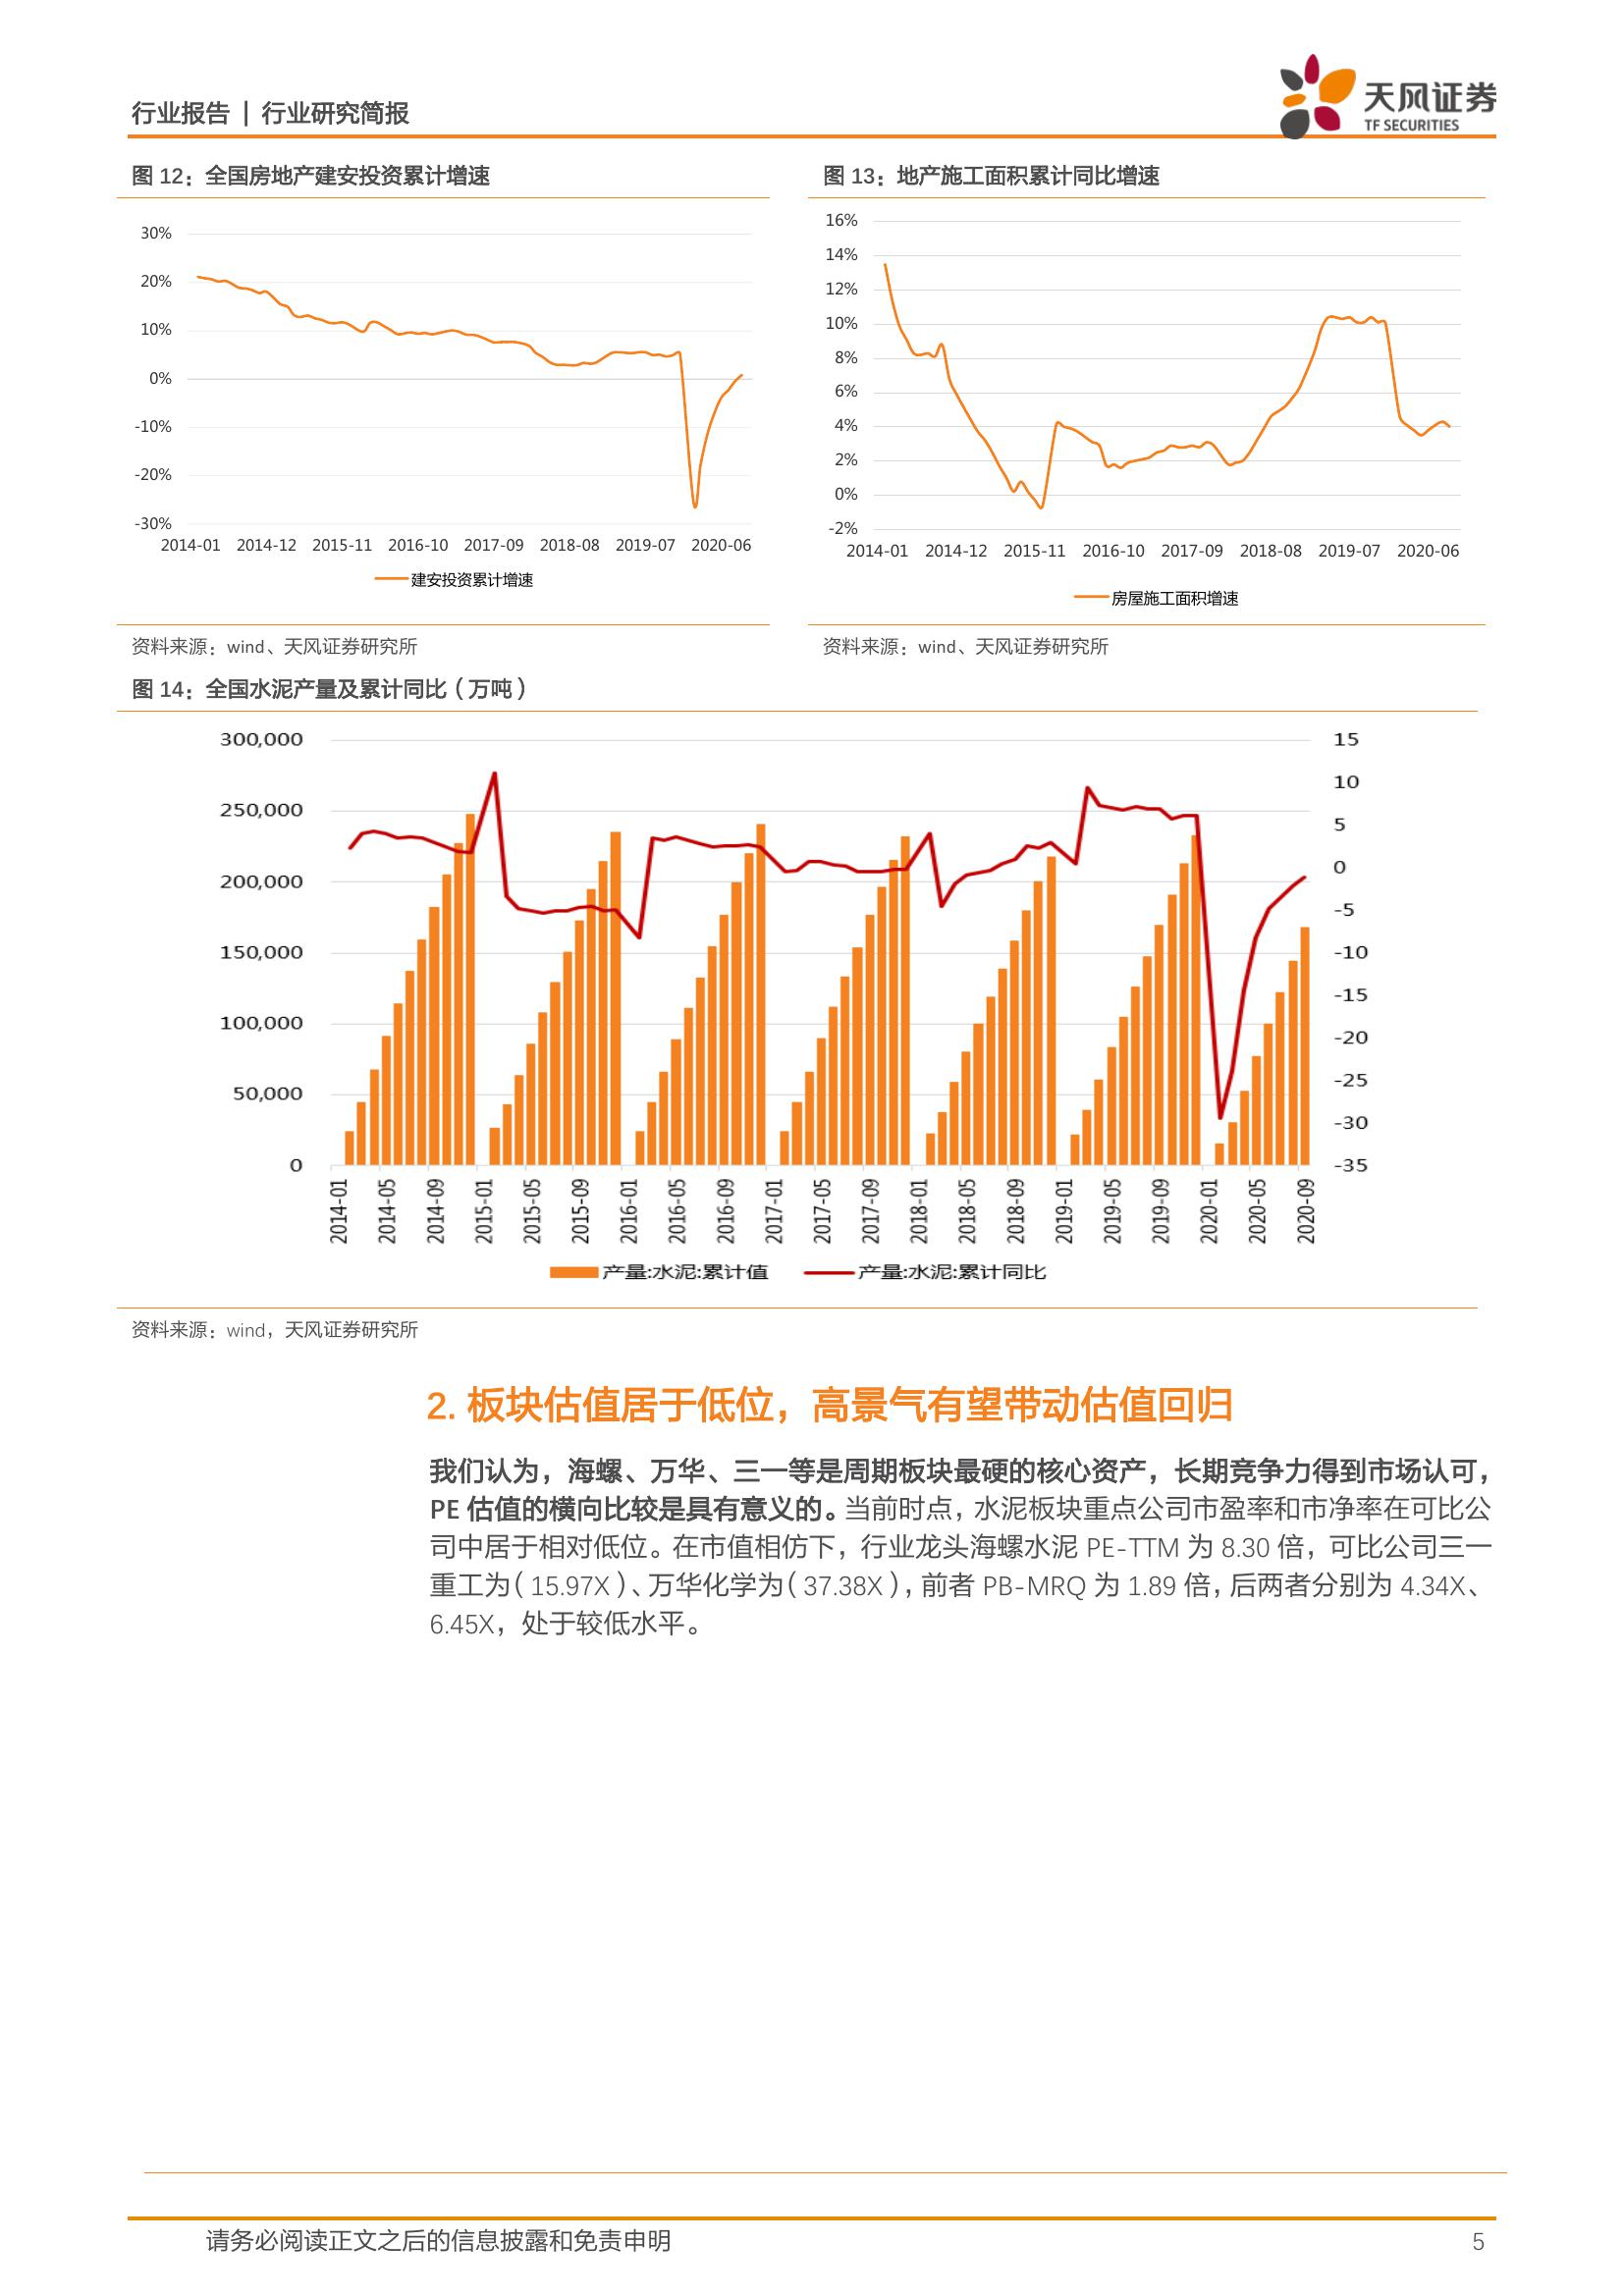 行业报告 | 行业研究简报
天风证券
TF SECURITIES
图 12：全国房地产建安投资累计增速
30%
20%
10%
0%
-10%
-20%
-30%
2014-01 2014-12 2015-11 2016-10 2017-09 2018-08 2019-07 2020-06
建安投资累计增速
资料来源：wind、天风证券研究所
图 13：地产施工面积累计同比增速
16%
14%
12%
10%
8%
6%
4%
2%
0%
-2%
2014-01 2014-12 2015-11 2016-10 2017-09 2018-08 2019-07 2020-06
房屋施工面积增速
资料来源：wind、天风证券研究所
图 14：全国水泥产量及累计同比（万吨）
300,000
250,000
200,000
150,000
100,000
50,000
0
15
10
5
0
-5
-10
-15
-20
-25
-30
-35
2014-01 2014-05 2014-09 2015-01 2015-05 2015-09 2016-01 2016-05 2016-09 2017-01 2017-05 2017-09 2018-01 2018-05 2018-09 2019-01 2019-05 2019-09 2020-01 2020-05 2020-09
产量:水泥:累计值 产量:水泥:累计同比
资料来源：wind，天风证券研究所
2. 板块估值居于低位，高景气有望带动估值回归
我们认为，海螺、万华、三一等是周期板块最硬的核心资产，长期竞争力得到市场认可，
PE 估值的横向比较是具有意义的。当前时点，水泥板块重点公司市盈率和市净率在可比公
司中居于相对低位。在市值相仿下，行业龙头海螺水泥 PE-TTM 为 8.30 倍，可比公司三一
重工为（15.97X）、万华化学为（37.38X），前者 PB-MRQ 为 1.89 倍，后两者分别为 4.34X、
6.45X，处于较低水平。
请务必阅读正文之后的信息披露和免责申明
5